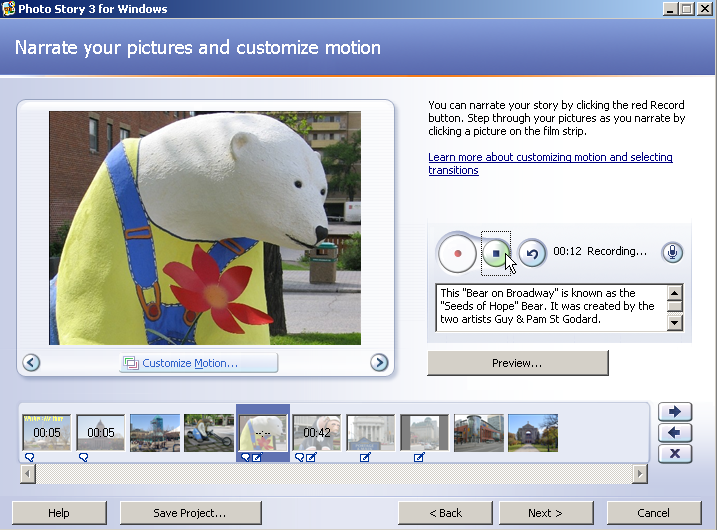 Photo Story 3 for Windows
Narrate your pictures and customize motion
You can narrate your story by clicking the red Record
button. Step through your pictures as you narrate by
clicking a picture on the film strip.
Learn more about customizing motion and selecting
transitions
00:12 Recording...
This "Bear on Broadway" is known as the
"Seeds of Hope" Bear. It was created by the
two artists Guy & Pam St Godard.
Customize Motion...
Preview...
00:05
00:05
--:--
00:42
Help
Save Project...
< Back
Next >
Cancel